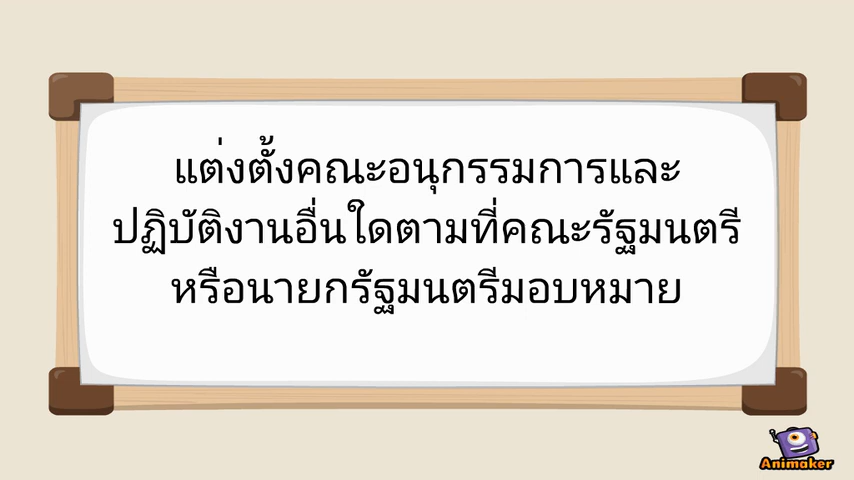 แต่งตั้งคณะอนุกรรมการและ
ปฏิบัติงานอื่นใดตามที่คณะรัฐมนตรี
หรือนายกรัฐมนตรีมอบหมาย
Animaker